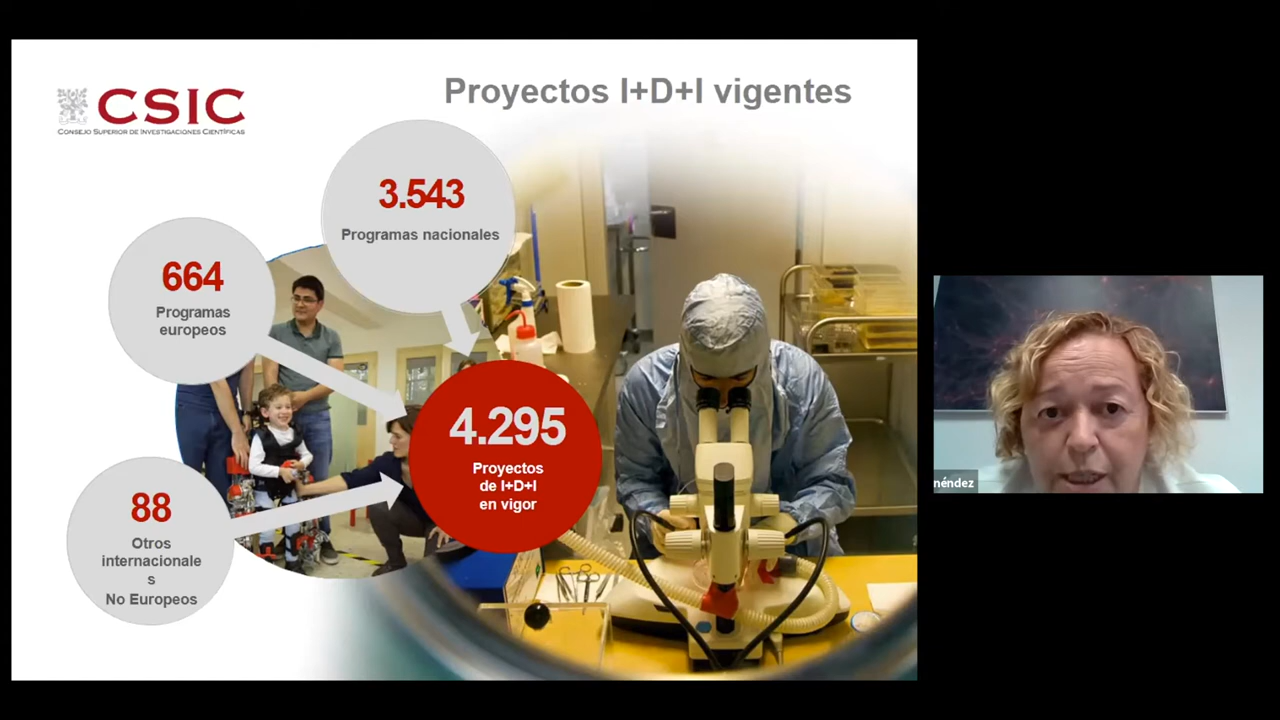 CSIC
CONSEJO SUPERIOR DE INVESTIGACIONES CIENTÍFICAS
Proyectos I+D+I vigentes
3.543
Programas nacionales
664
Programas
europeos
4.295
Proyectos
de I+D+I
en vigor
88
Otros
internacionale
s
No Europeos
néndez